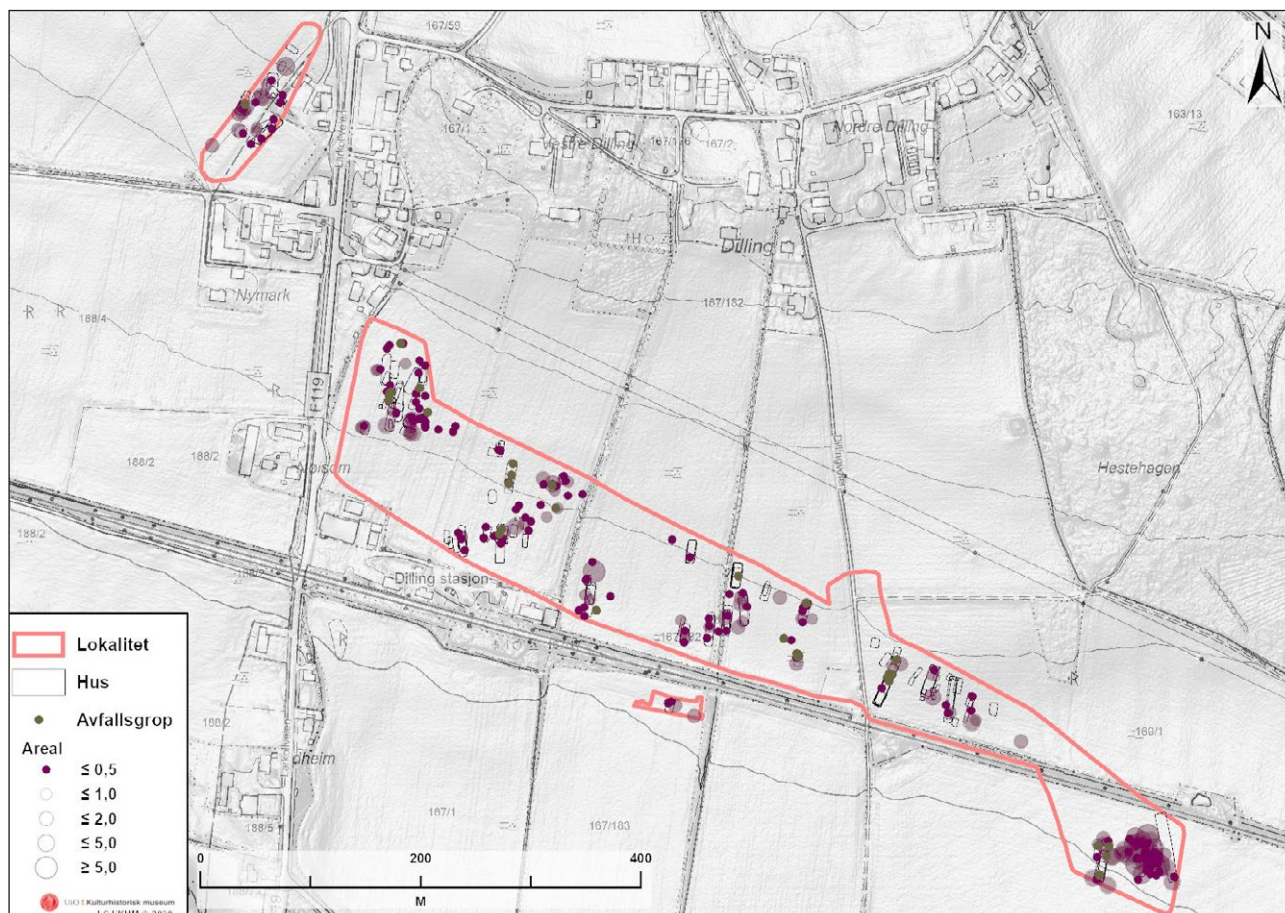 167/59
N
163/13
167/1
Vestre Dilling
167/176
167/2
Nordre Dilling
Dilling
Nymark
167/182
188/4
R R
F119
R
188/2
188/2
Hestehagen
188/2
Dilling stasjon
R
167/182
R
169/1
188/2
167/1
167/183
188/5
Lokalitet
Hus
Avfallsgrop
Areal
≤ 0,5
≤ 1,0
≤ 2,0
≤ 5,0
≥ 5,0
0 200 400
M
UiO Kulturhistorisk museum